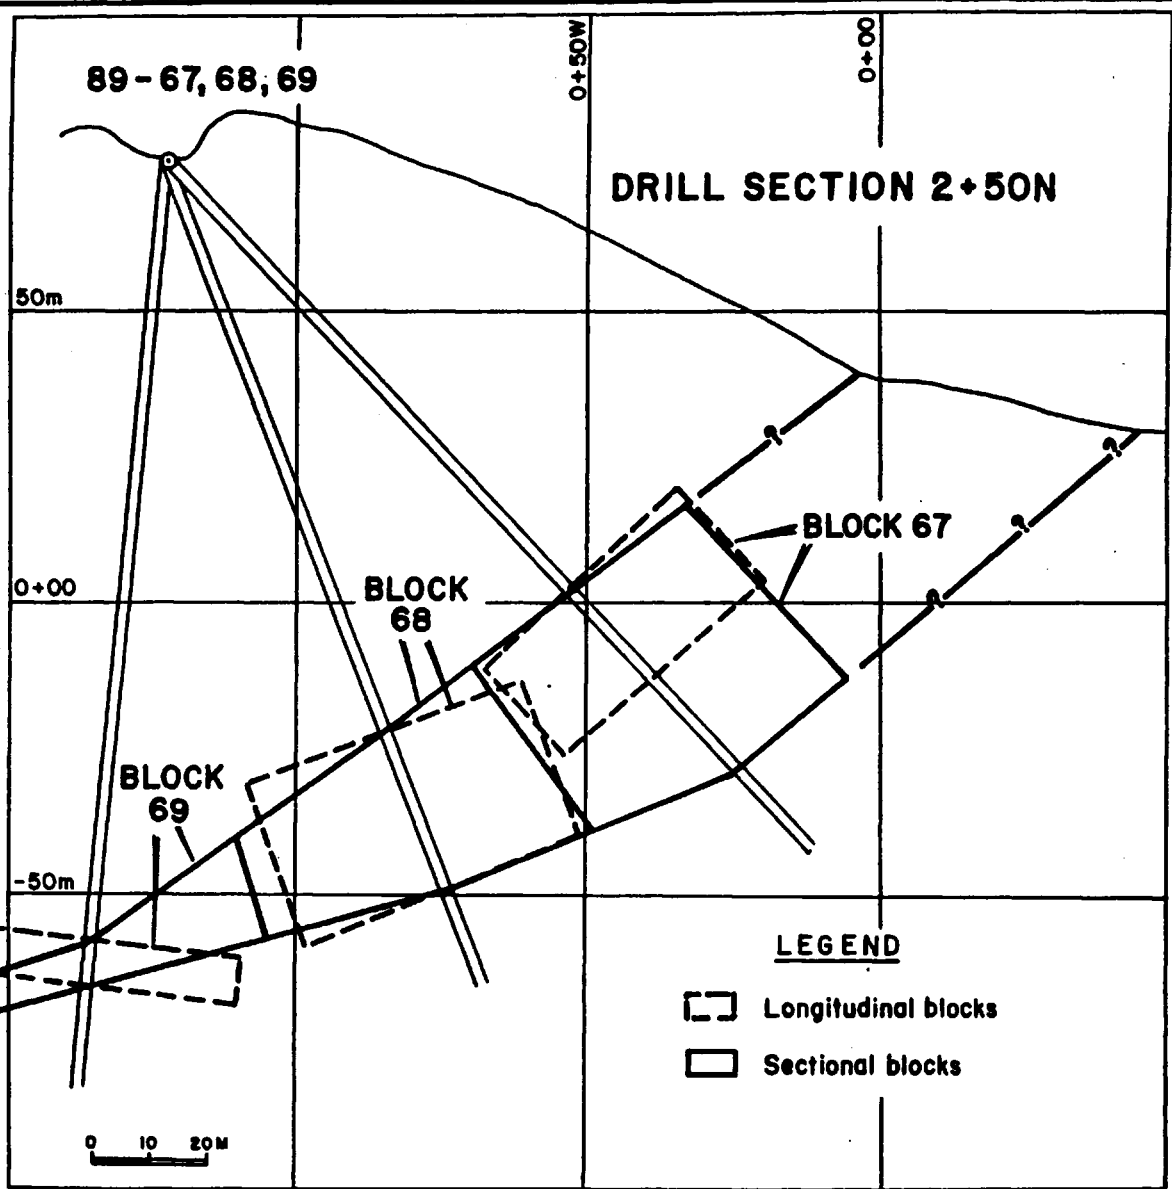 0+50W
0+00
89-67, 68, 69
DRILL SECTION 2+50N
50m
?
?
?
?
BLOCK 67
0+00
BLOCK
68
BLOCK
69
-50m
LEGEND
Longitudinal blocks
Sectional blocks
0 10 20M